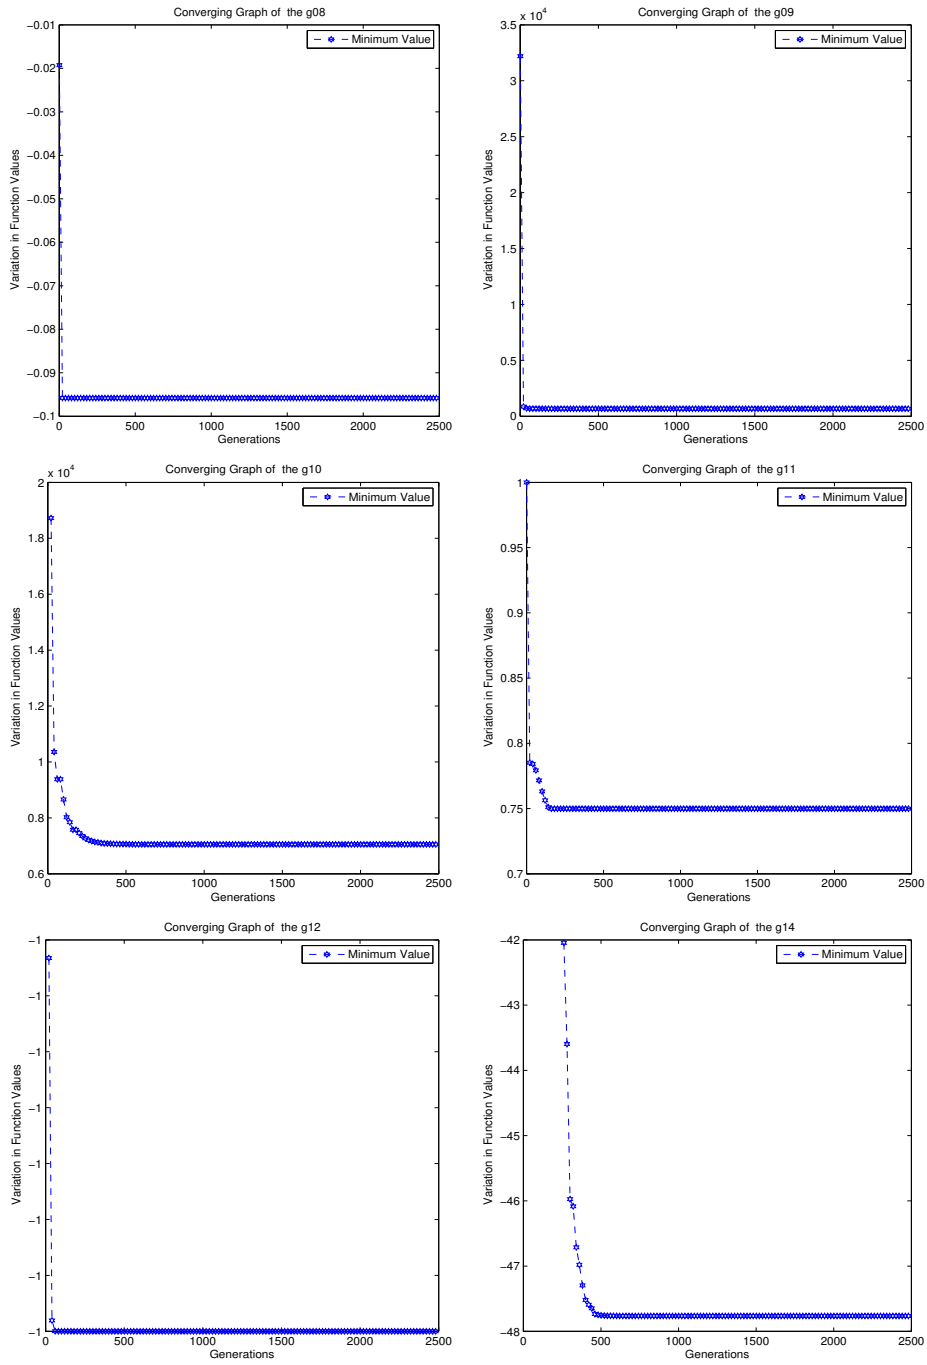 Converging Graph of the g08
Minimum Value
−0.01
−0.02
−0.03
−0.04
−0.05
−0.06
−0.07
−0.08
−0.09
−0.1
Variation in Function Values
0 500 1000 1500 2000 2500
Generations
Converging Graph of the g09
x 10^4
Minimum Value
3.5
3
2.5
2
1.5
1
0.5
0
Variation in Function Values
0 500 1000 1500 2000 2500
Generations
Converging Graph of the g10
x 10^4
Minimum Value
2
1.8
1.6
1.4
1.2
1
0.8
0.6
Variation in Function Values
0 500 1000 1500 2000 2500
Generations
Converging Graph of the g11
Minimum Value
1
0.95
0.9
0.85
0.8
0.75
0.7
Variation in Function Values
0 500 1000 1500 2000 2500
Generations
Converging Graph of the g12
Minimum Value
−1
−1
−1
−1
−1
−1
−1
−1
Variation in Function Values
0 500 1000 1500 2000 2500
Generations
Converging Graph of the g14
Minimum Value
−42
−43
−44
−45
−46
−47
−48
Variation in Function Values
0 500 1000 1500 2000 2500
Generations